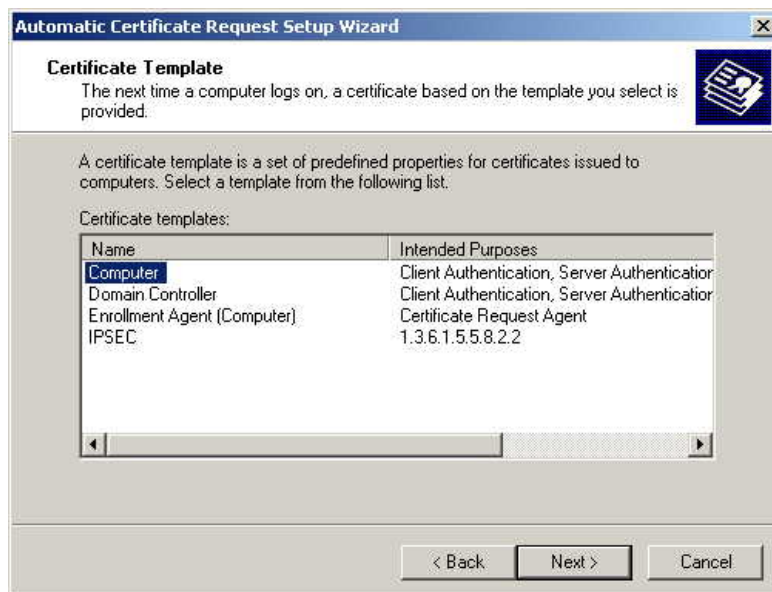 Automatic Certificate Request Setup Wizard
Certificate Template
The next time a computer logs on, a certificate based on the template you select is
provided.
A certificate template is a set of predefined properties for certificates issued to
computers. Select a template from the following list.
Certificate templates:
Name Intended Purposes
Computer Client Authentication, Server Authentication
Domain Controller Client Authentication, Server Authentication
Enrollment Agent (Computer) Certificate Request Agent
IPSEC 1.3.6.1.5.5.8.2.2
< Back Next > Cancel